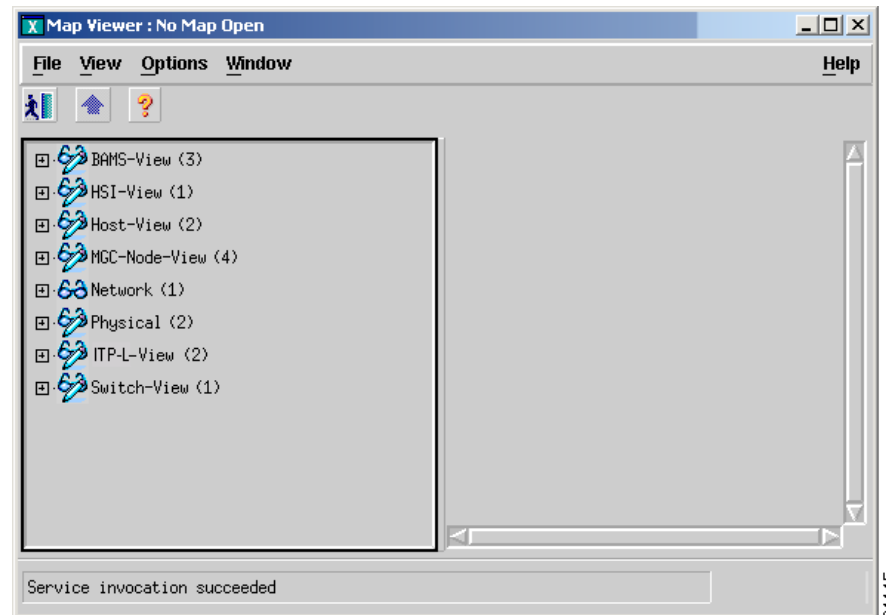 Map Viewer : No Map Open
File View Options Window Help
BAMS-View (3)
HSI-View (1)
Host-View (2)
MGC-Node-View (4)
Network (1)
Physical (2)
ITP-L-View (2)
Switch-View (1)
Service invocation succeeded